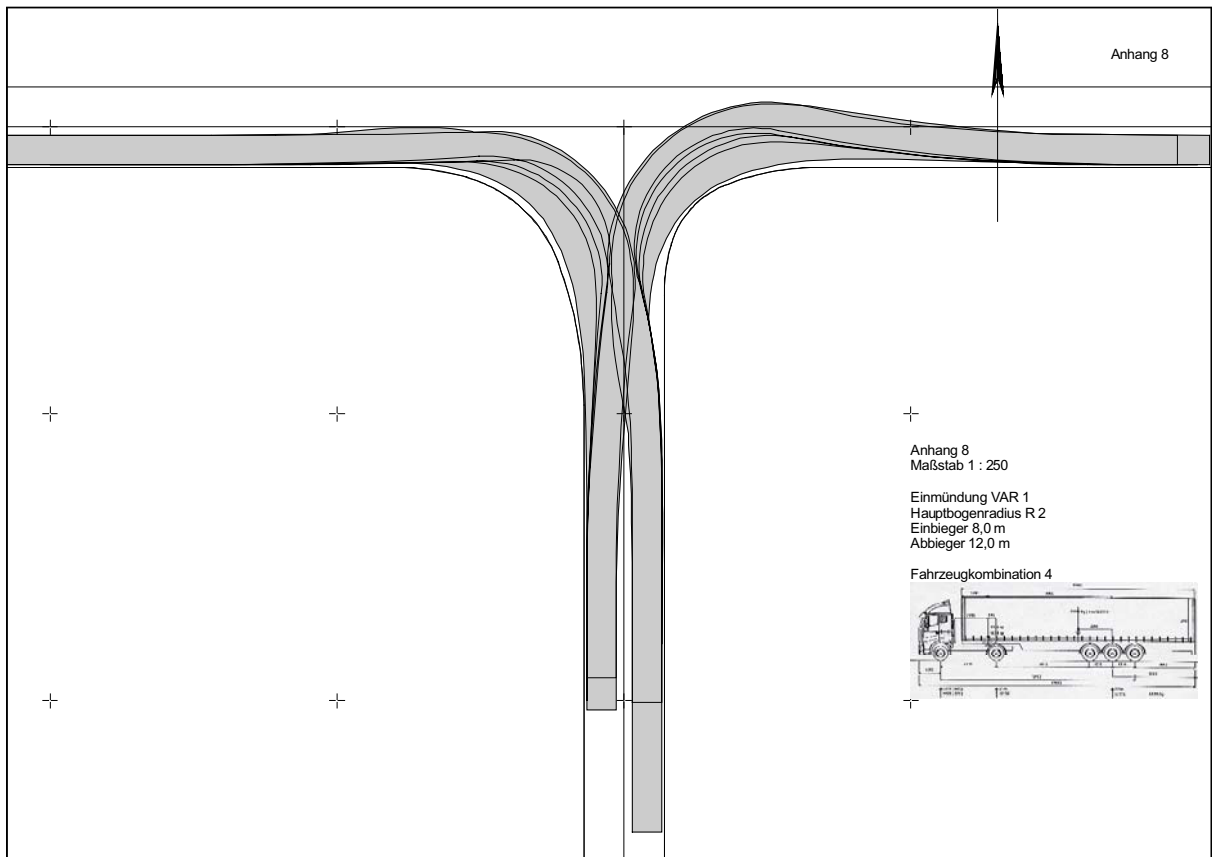 Anhang 8
Anhang 8
Maßstab 1 : 250
Einmündung VAR 1
Hauptbogenradius R 2
Einbieger 8,0 m
Abbieger 12,0 m
Fahrzeugkombination 4